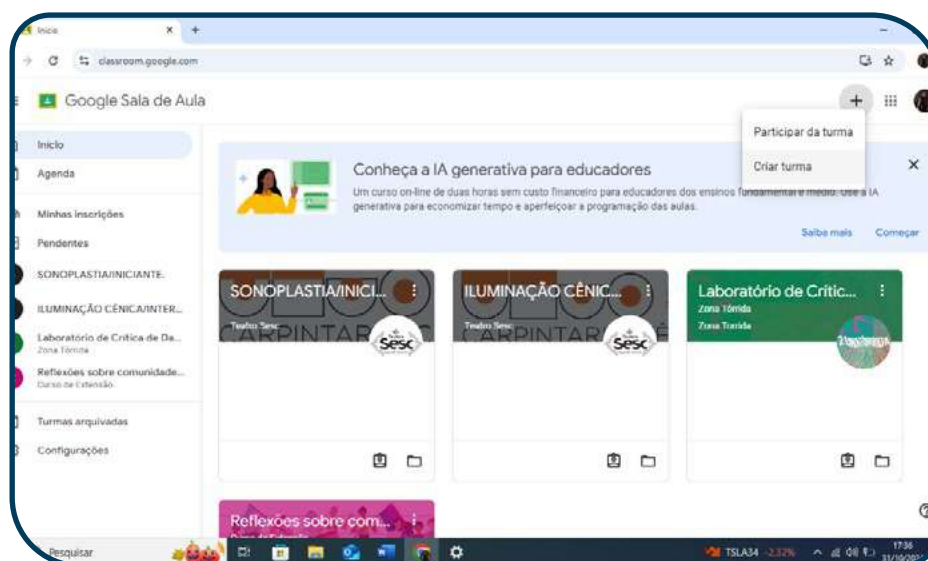 Início
classroom.google.com
Google Sala de Aula
Participar da turma
Criar turma
Início
Agenda
Minhas inscrições
Pendentes
SONOPLASTIA/INICIANTE.
ILUMINAÇÃO CÊNICA/INTER...
Laboratório de Crítica de Da...
Zona Tórrida
Reflexões sobre comunidade...
Curso de Extensão
Turmas arquivadas
Configurações
Conheça a IA generativa para educadores
Um curso on-line de duas horas sem custo financeiro para educadores dos ensinos fundamental e médio. Use a IA
generativa para economizar tempo e aperfeiçoar a programação das aulas.
Saiba mais Começar
SONOPLASTIA/INICI...
Teatro Sesc
CARPINTAR
Sesc
ILUMINAÇÃO CÊNIC...
Teatro Sesc
CARPINTAR
Sesc
Laboratório de Crític...
Zona Tórrida
Zona Torrida
Reflexões sobre com...
Pesquisar
TSLA34 -2,32%
17:36